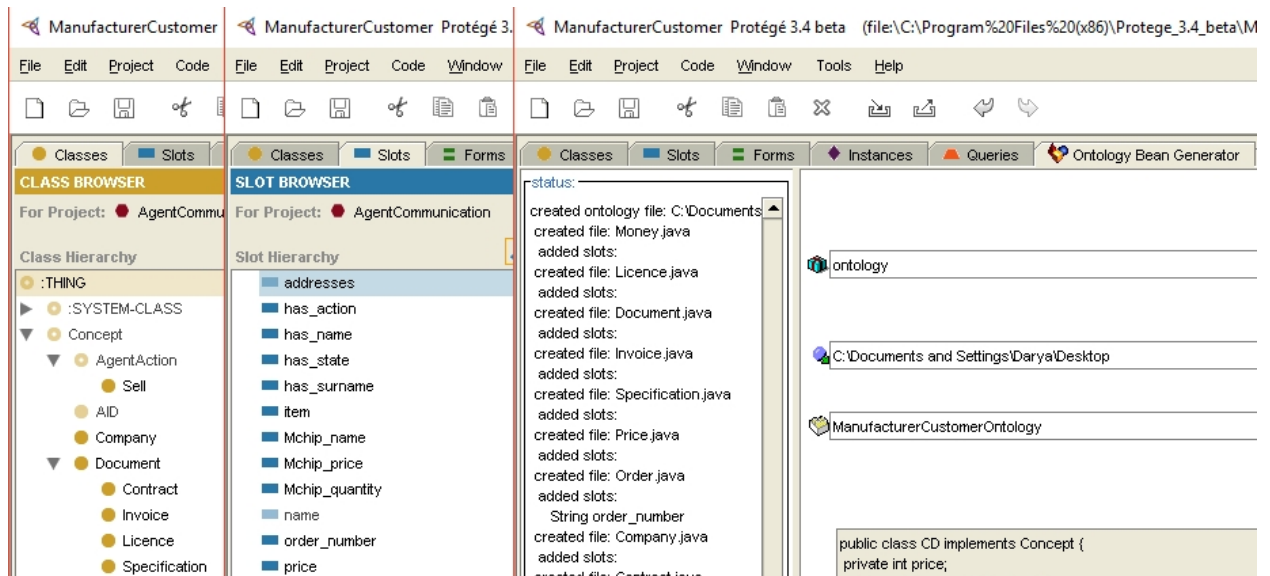 ManufacturerCustomer
File Edit Project Code
Classes Slots
CLASS BROWSER
For Project: AgentCommu
Class Hierarchy
:THING
:SYSTEM-CLASS
Concept
AgentAction
Sell
AID
Company
Document
Contract
Invoice
Licence
Specification
ManufacturerCustomer Protégé 3.
File Edit Project Code Window
Classes Slots Forms
SLOT BROWSER
For Project: AgentCommunication
Slot Hierarchy
addresses
has_action
has_name
has_state
has_surname
item
Mchip_name
Mchip_price
Mchip_quantity
name
order_number
price
ManufacturerCustomer Protégé 3.4 beta (file:\C:\Program%20Files%20(x86)\Protege_3.4_beta\M
File Edit Project Code Window Tools Help
Classes Slots Forms Instances Queries Ontology Bean Generator
status:
created ontology file: C:\Documents
created file: Money.java
added slots:
created file: Licence.java
added slots:
created file: Document.java
added slots:
created file: Invoice.java
added slots:
created file: Specification.java
added slots:
created file: Price.java
added slots:
created file: Order.java
added slots:
String order_number
created file: Company.java
added slots:
created file: Contract.java
ontology
C:\Documents and Settings\Darya\Desktop
ManufacturerCustomerOntology
public class CD implements Concept {
private int price;